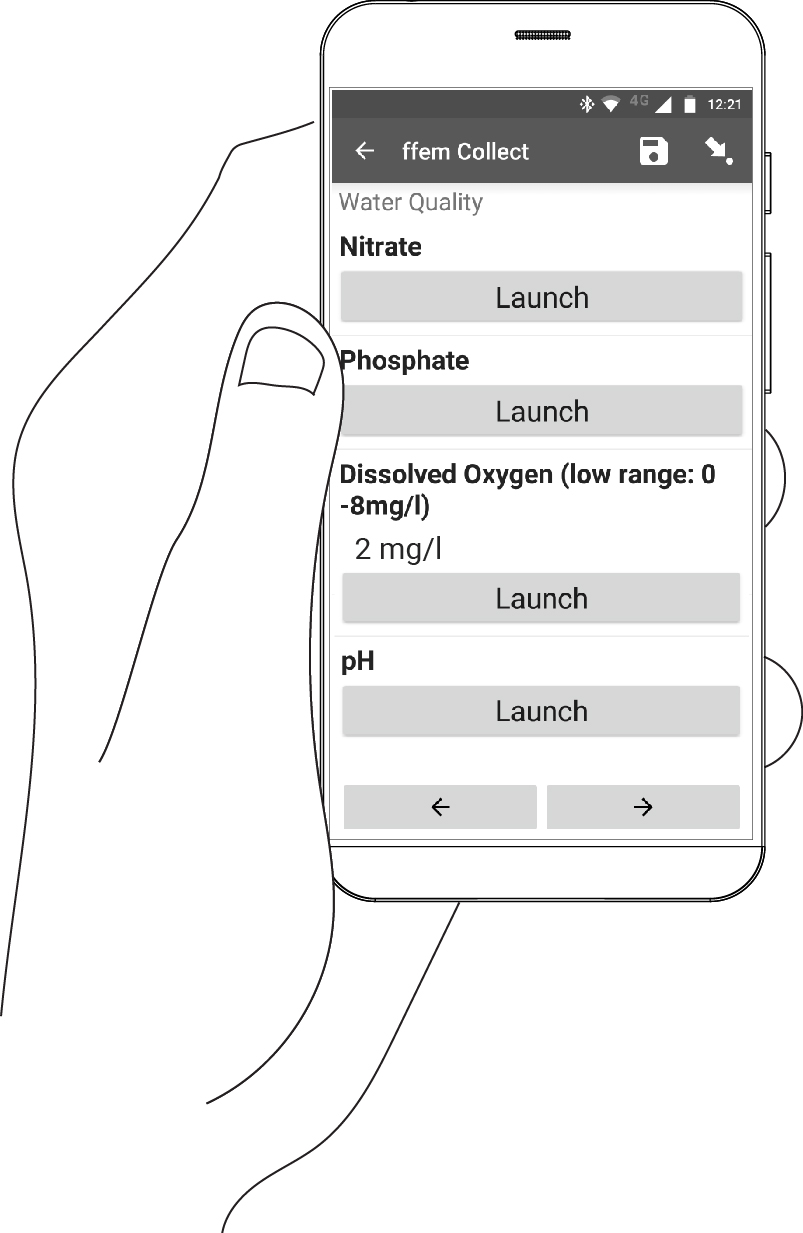 4G 12:21
ffem Collect
Water Quality
Nitrate
Launch
Phosphate
Launch
Dissolved Oxygen (low range: 0
-8mg/l)
2 mg/l
Launch
pH
Launch